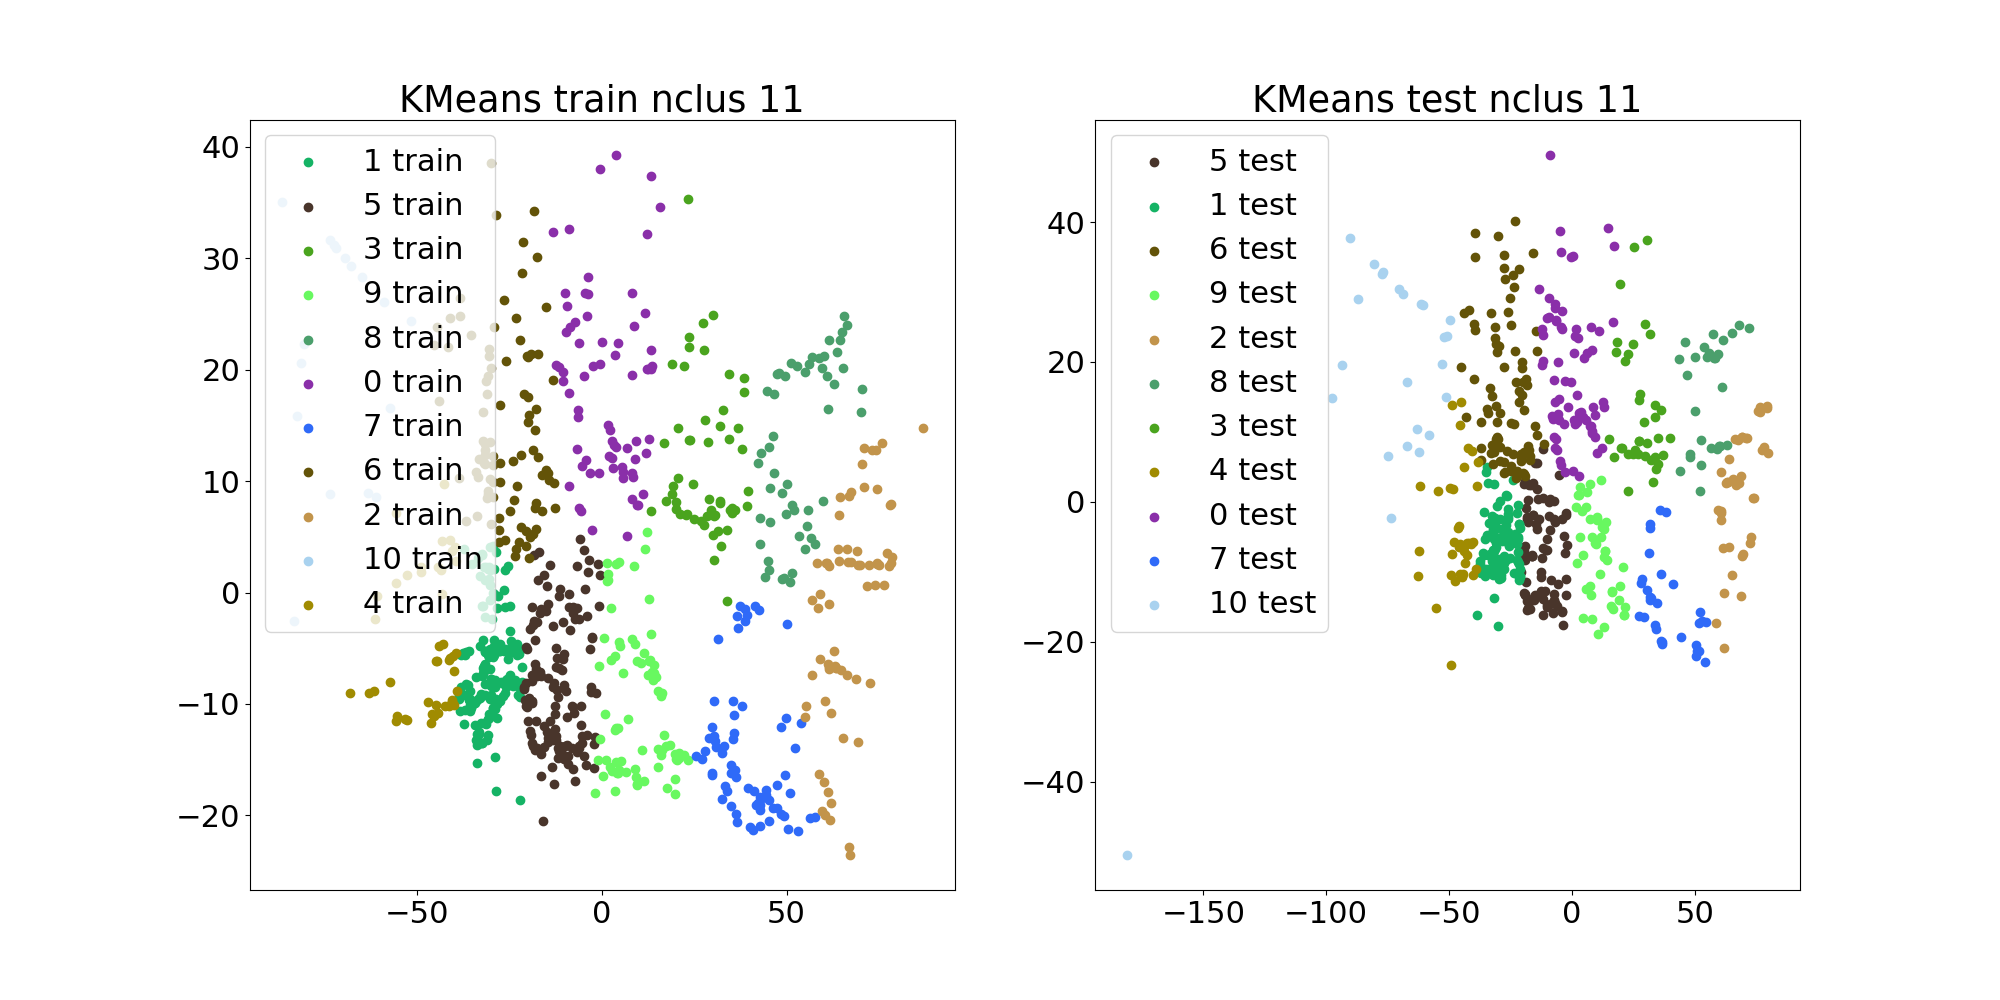 KMeans train nclus 11
40
30
20
10
0
−10
−20
−50
0
50
1 train
5 train
3 train
9 train
8 train
0 train
7 train
6 train
2 train
10 train
4 train
KMeans test nclus 11
40
20
0
−20
−40
−150
−100
−50
0
50
5 test
1 test
6 test
9 test
2 test
8 test
3 test
4 test
0 test
7 test
10 test